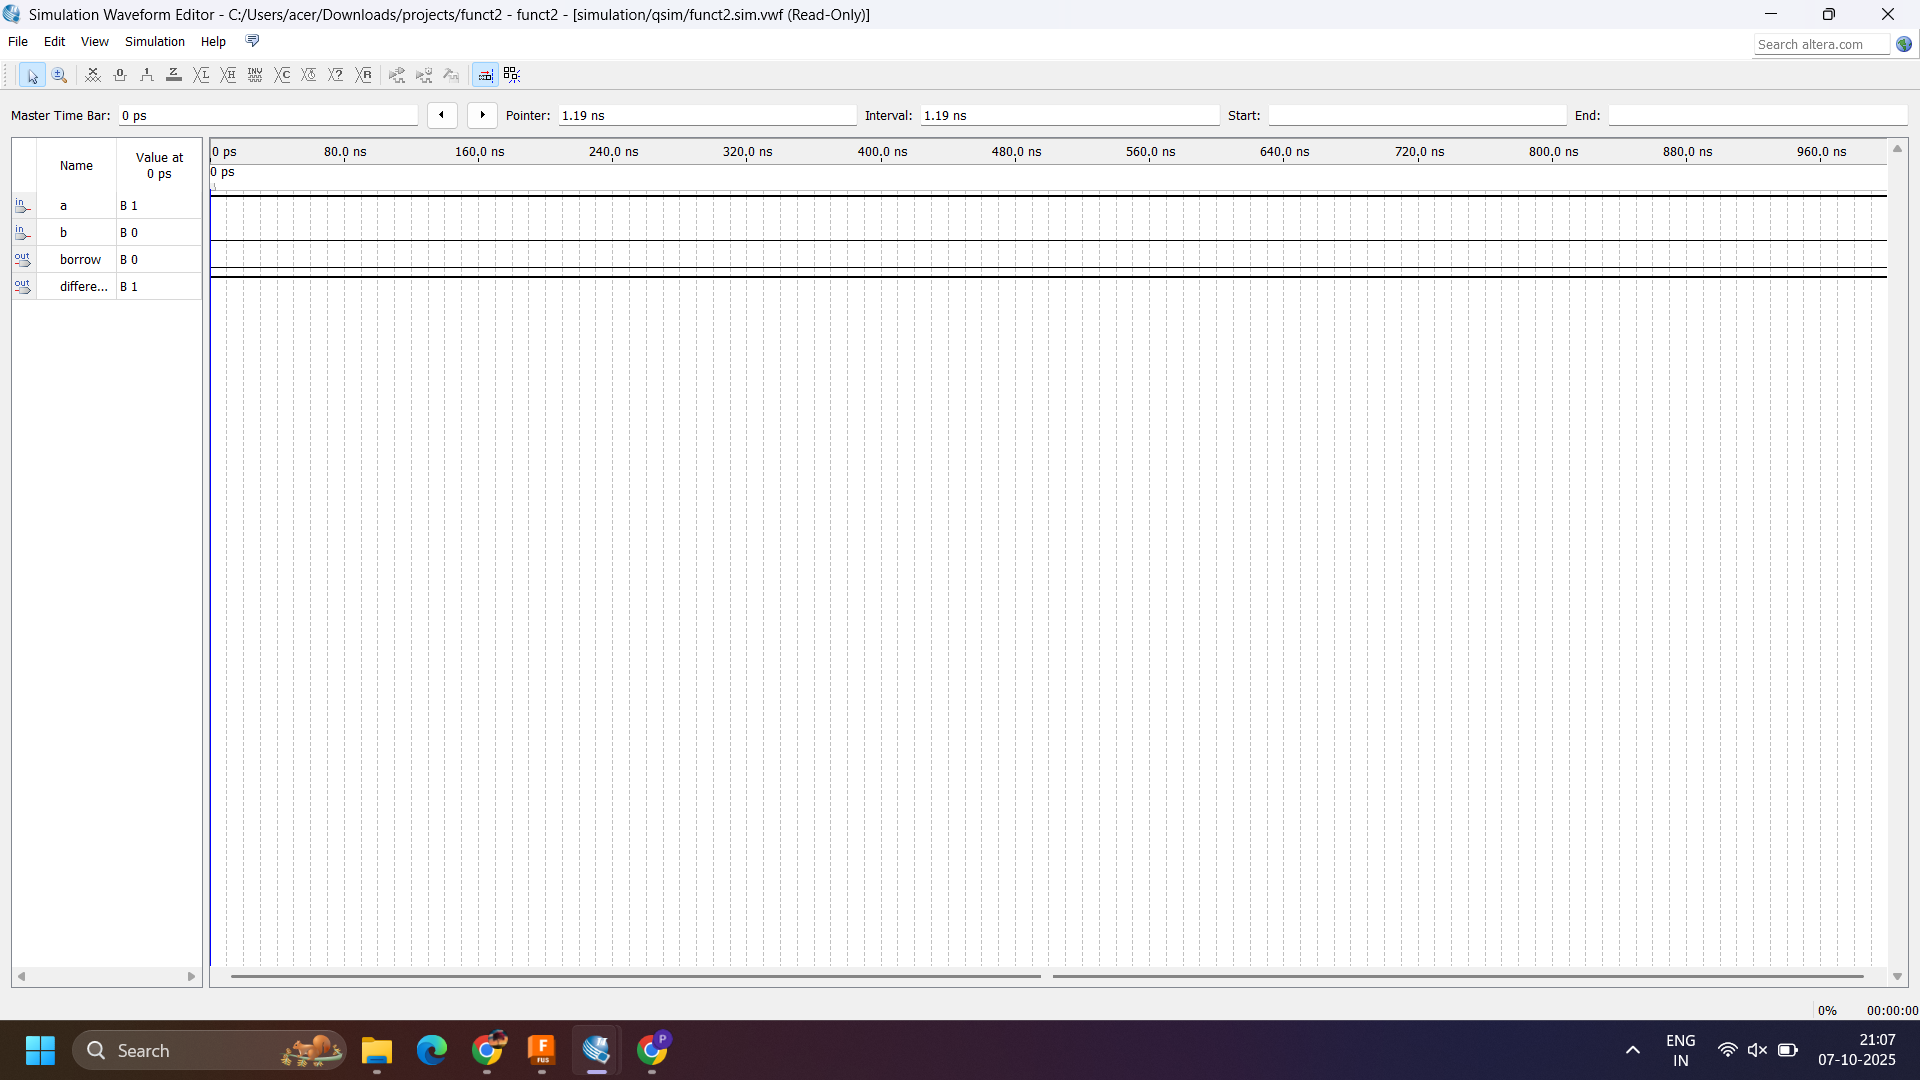 Simulation Waveform Editor - C:/Users/acer/Downloads/projects/funct2 - funct2 - [simulation/qsim/funct2.sim.vwf (Read-Only)]
File Edit View Simulation Help
Search altera.com
Master Time Bar: 0 ps Pointer: 1.19 ns Interval: 1.19 ns Start: End:
Name Value at
0 ps
0 ps 80.0 ns 160.0 ns 240.0 ns 320.0 ns 400.0 ns 480.0 ns 560.0 ns 640.0 ns 720.0 ns 800.0 ns 880.0 ns 960.0 ns
0 ps
in a B 1
in b B 0
out borrow B 0
out differe... B 1
0% 00:00:00
Search
F
FUS
P
ENG
IN
21:07
07-10-2025